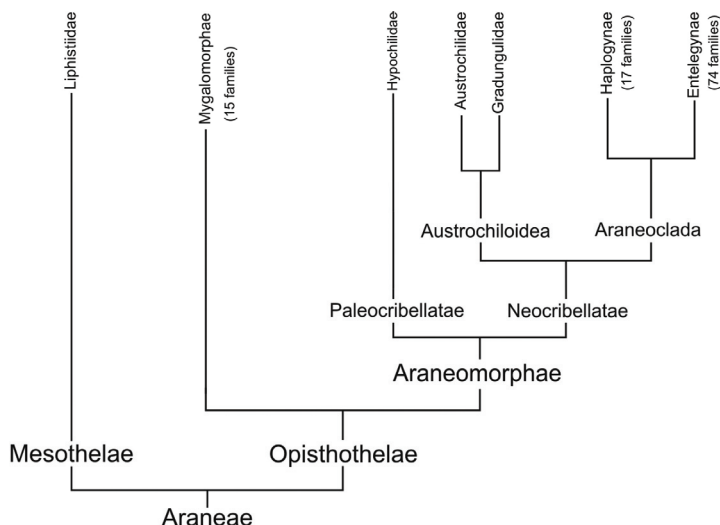 Liphistiidae
Mygalomorphae
(15 families)
Hypochilidae
Austrochilidae
Gradungulidae
Haplogynae
(17 families)
Entelegynae
(74 families)
Austrochiloidea
Araneoclada
Paleocribellatae
Neocribellatae
Araneomorphae
Mesothelae
Opisthothelae
Araneae